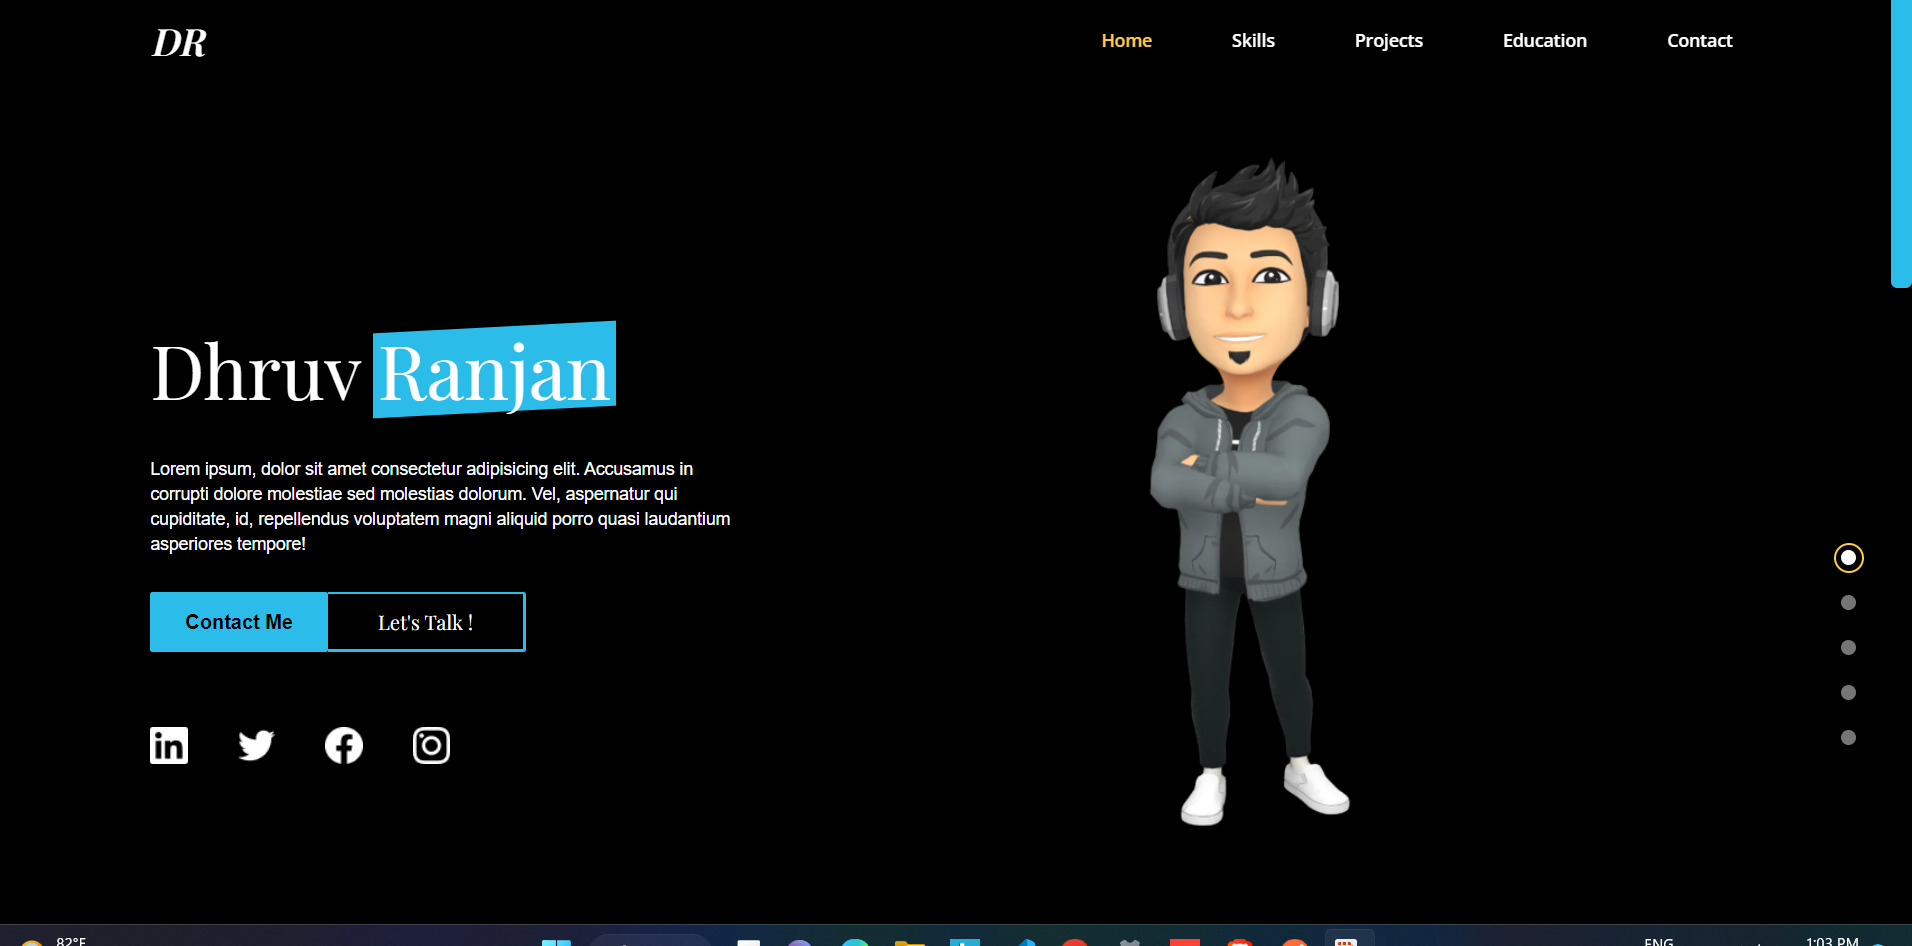 DR
Home Skills Projects Education Contact
Dhruv Ranjan
Lorem ipsum, dolor sit amet consectetur adipisicing elit. Accusamus in
corrupti dolore molestiae sed molestias dolorum. Vel, aspernatur qui
cupiditate, id, repellendus voluptatem magni aliquid porro quasi laudantium
asperiores tempore!
Contact Me Let's Talk !
in
82°F ENG 1:03 PM